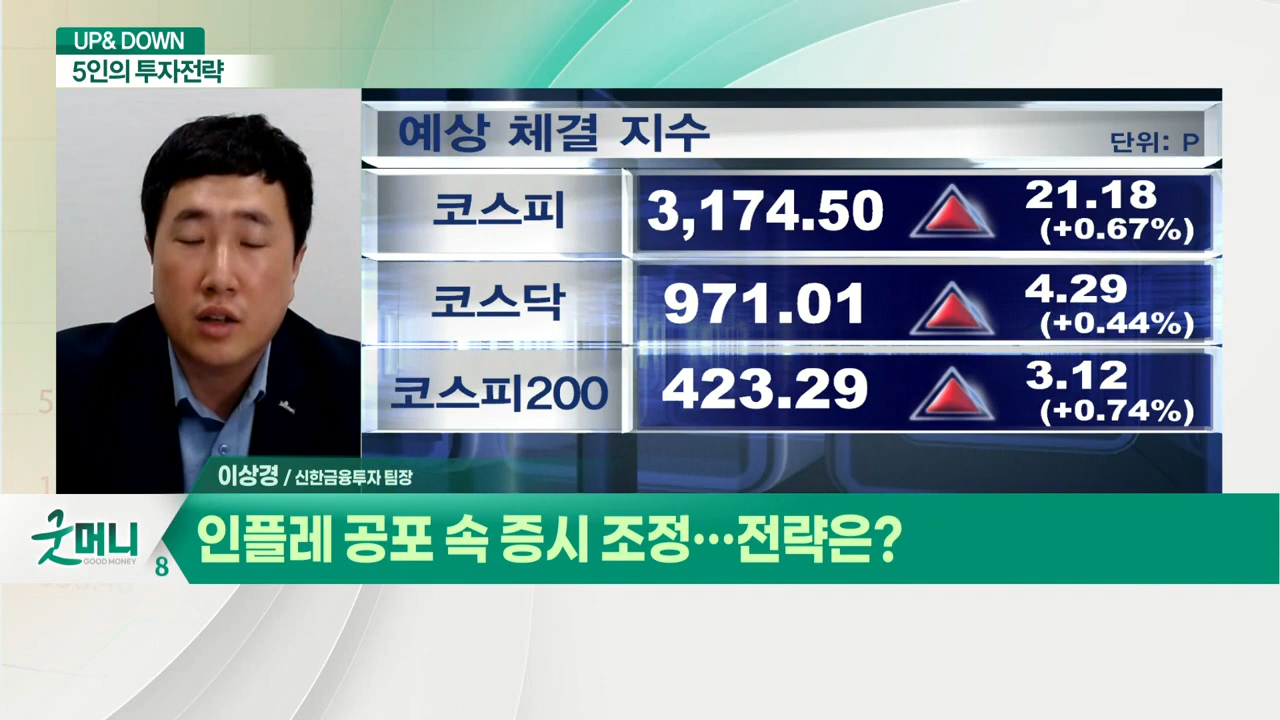 UP& DOWN
5인의 투자전략
예상 체결 지수
단위: P
코스피 3,174.50 21.18 (+0.67%)
코스닥 971.01 4.29 (+0.44%)
코스피200 423.29 3.12 (+0.74%)
이상경 / 신한금융투자 팀장
굿머니
GOOD MONEY
8
인플레 공포 속 증시 조정…전략은?